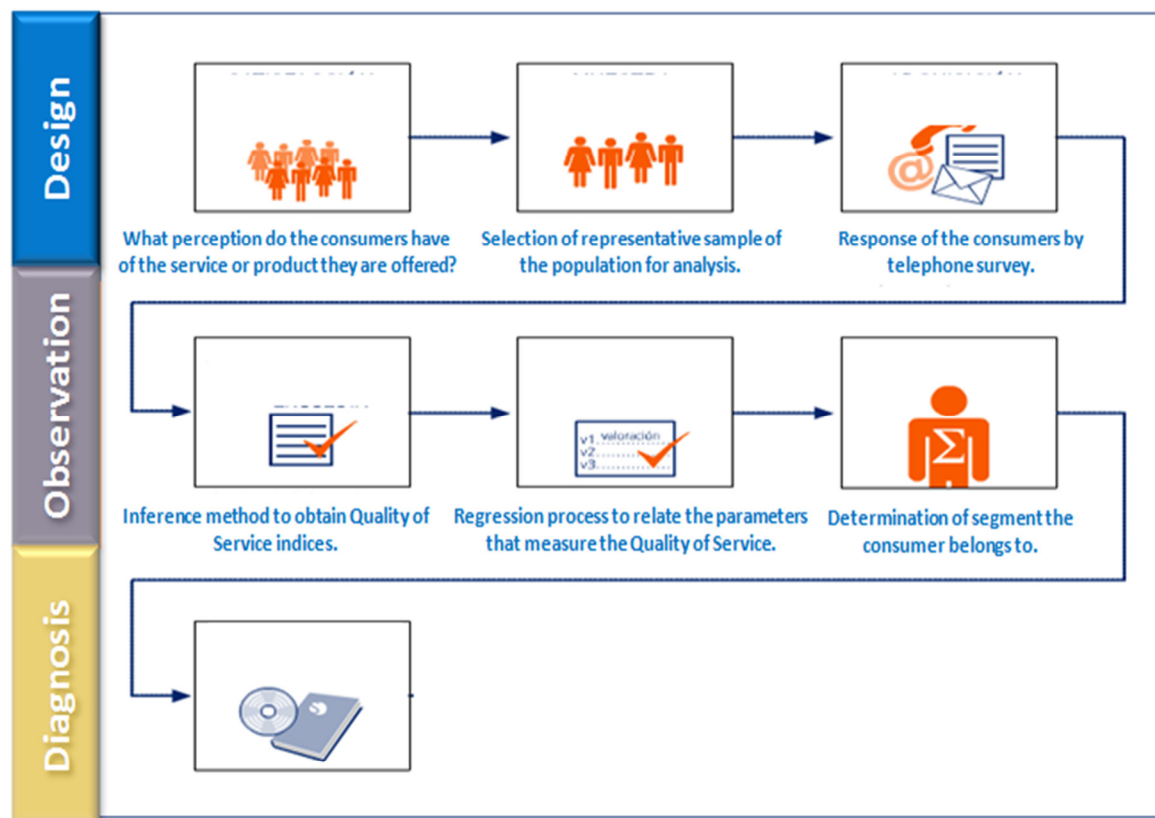 Design
What perception do the consumers have
of the service or product they are offered?
Selection of representative sample of
the population for analysis.
Response of the consumers by
telephone survey.
@
Observation
v1 valoración
v2
v3
Σ
Inference method to obtain Quality of
Service indices.
Regression process to relate the parameters
that measure the Quality of Service.
Determination of segment the
consumer belongs to.
Diagnosis